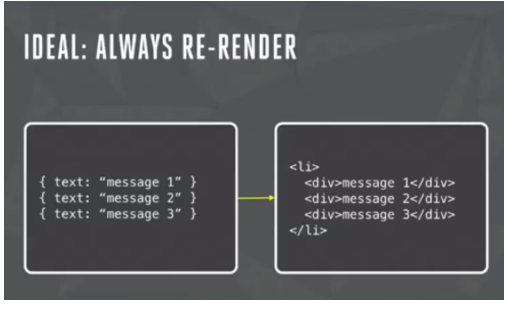 IDEAL: ALWAYS RE-RENDER
{ text: “message 1” }
{ text: “message 2” }
{ text: “message 3” }
<li>
<div>message 1</div>
<div>message 2</div>
<div>message 3</div>
</li>